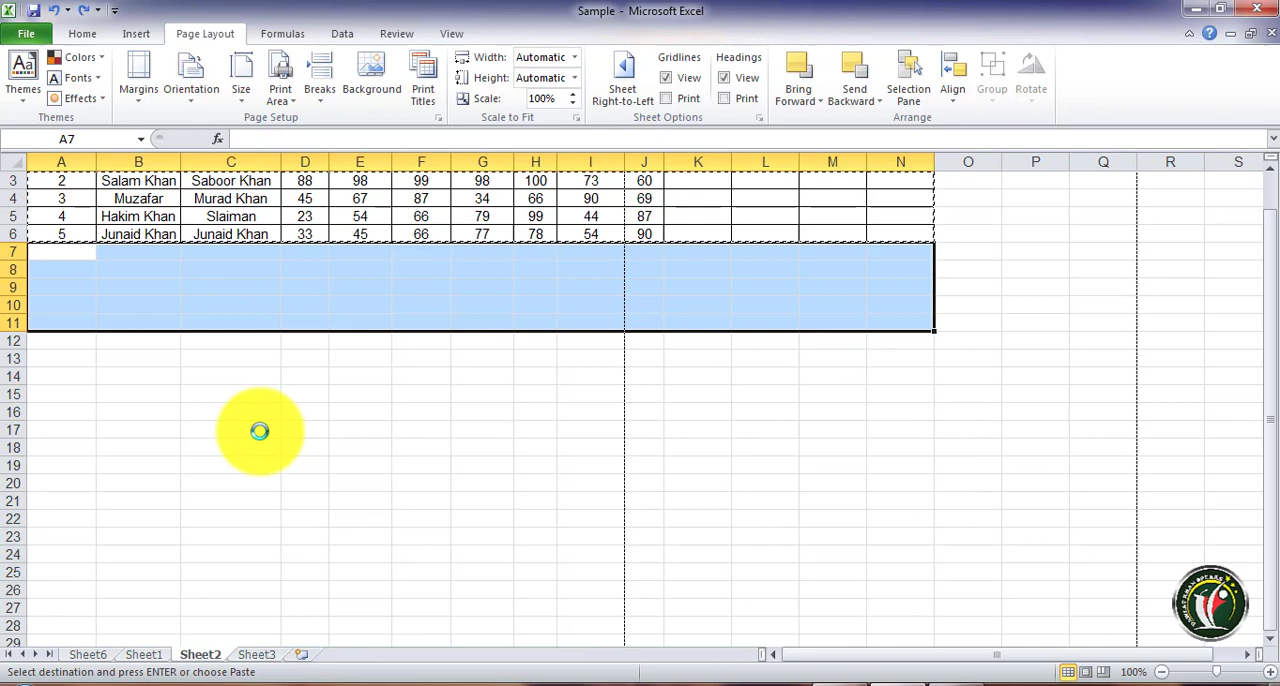 Sample - Microsoft Excel
File Home Insert Page Layout Formulas Data Review View
Themes
Colors
Fonts
Effects
Themes
Margins Orientation Size Print Area Breaks Background Print Titles
Page Setup
Width: Automatic
Height: Automatic
Scale: 100%
Scale to Fit
Sheet Right-to-Left
Gridlines
View
Print
Headings
View
Print
Sheet Options
Bring Forward Send Backward Selection Pane Align Group Rotate
Arrange
A7 fx
A B C D E F G H I J K L M N O P Q R S
3 2 Salam Khan Saboor Khan 88 98 99 98 100 73 60
4 3 Muzafar Murad Khan 45 67 87 34 66 90 69
5 4 Hakim Khan Slaiman 23 54 66 79 99 44 87
6 5 Junaid Khan Junaid Khan 33 45 66 77 78 54 90
7
8
9
10
11
12
13
14
15
16
17
18
19
20
21
22
23
24
25
26
27
28
29
Sheet6 Sheet1 Sheet2 Sheet3
Select destination and press ENTER or choose Paste 100%